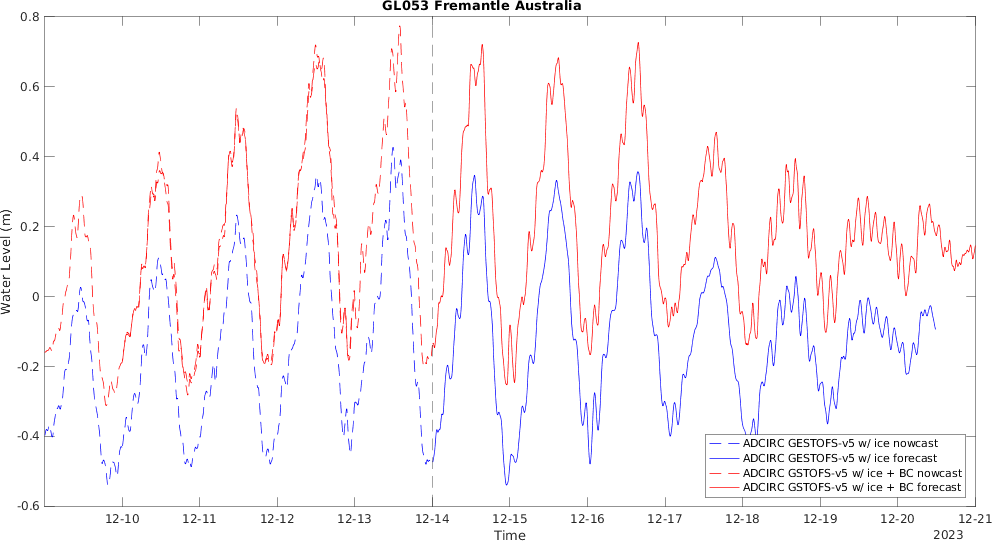 GL053 Fremantle Australia
0.8
0.6
0.4
0.2
0
-0.2
-0.4
-0.6
Water Level (m)
ADCIRC GESTOFS-v5 w/ ice nowcast
ADCIRC GESTOFS-v5 w/ ice forecast
ADCIRC GSTOFS-v5 w/ ice + BC nowcast
ADCIRC GSTOFS-v5 w/ ice + BC forecast
12-10 12-11 12-12 12-13 12-14 12-15 12-16 12-17 12-18 12-19 12-20 12-21
Time
2023